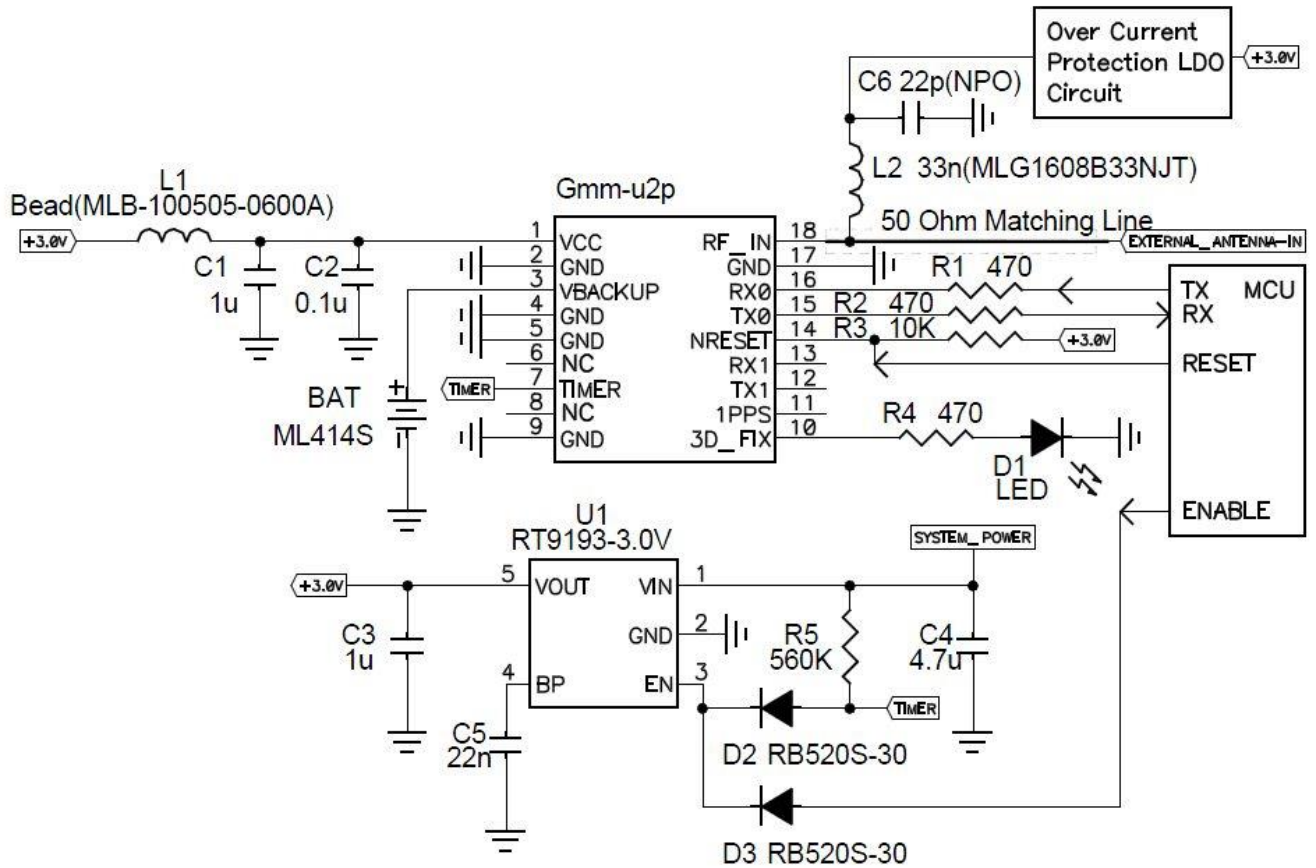 Over Current
Protection LDO
Circuit
+3.0V
C6 22p(NPO)
L2 33n(MLG1608B33NJT)
L1
Bead(MLB-100505-0600A)
+3.0V
C1
1u
C2
0.1u
Gmm-u2p
50 Ohm Matching Line
EXTERNAL_ANTENNA-IN
1 VCC
2 GND
3 VBACKUP
4 GND
5 GND
6 NC
7 TIMER
8 NC
9 GND
TIMER
RF_IN 18
GND 17
RX0 16
TX0 15
NRESET 14
RX1 13
TX1 12
1PPS 11
3D_FIX 10
R1 470
R2 470
R3 10K
+3.0V
TX
MCU
RX
RESET
ENABLE
R4 470
D1
LED
BAT
ML414S
+
U1
RT9193-3.0V
+3.0V
5 VOUT
VIN 1
GND 2
4 BP
EN 3
C3
1u
C5
22n
SYSTEM_POWER
R5
560K
C4
4.7u
TIMER
D2 RB520S-30
D3 RB520S-30